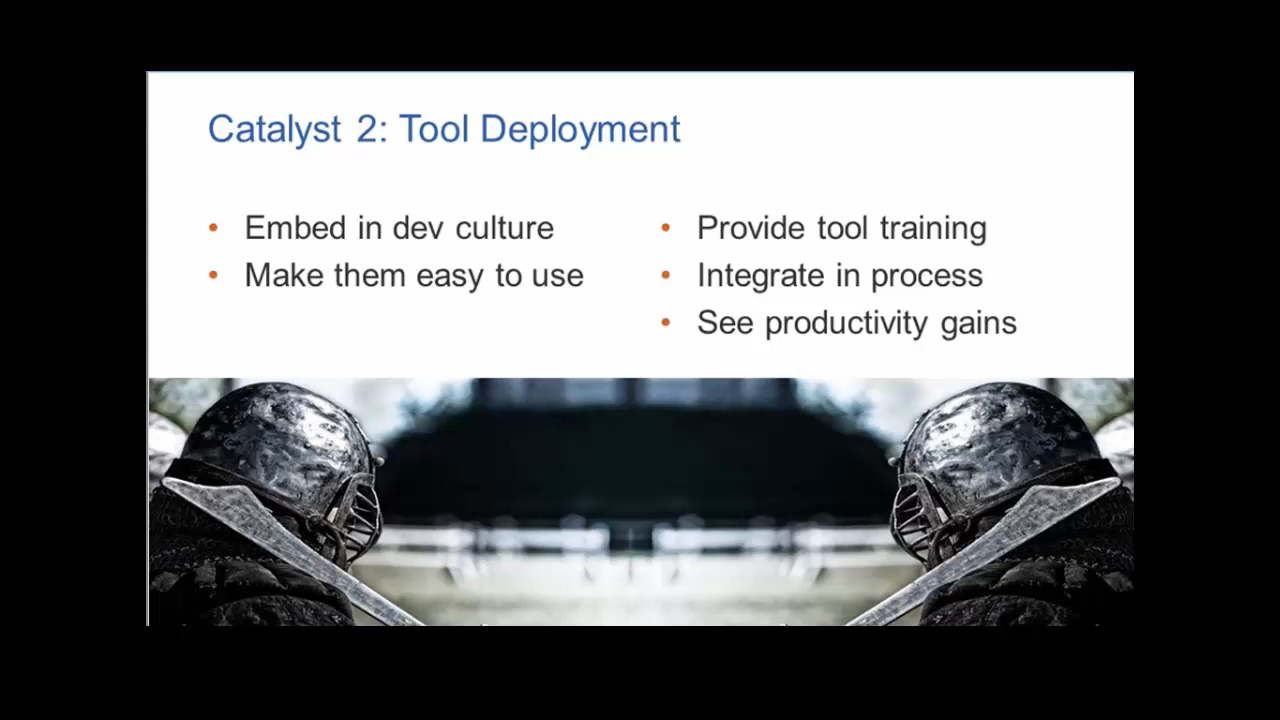 Catalyst 2: Tool Deployment
• Embed in dev culture
• Make them easy to use
• Provide tool training
• Integrate in process
• See productivity gains